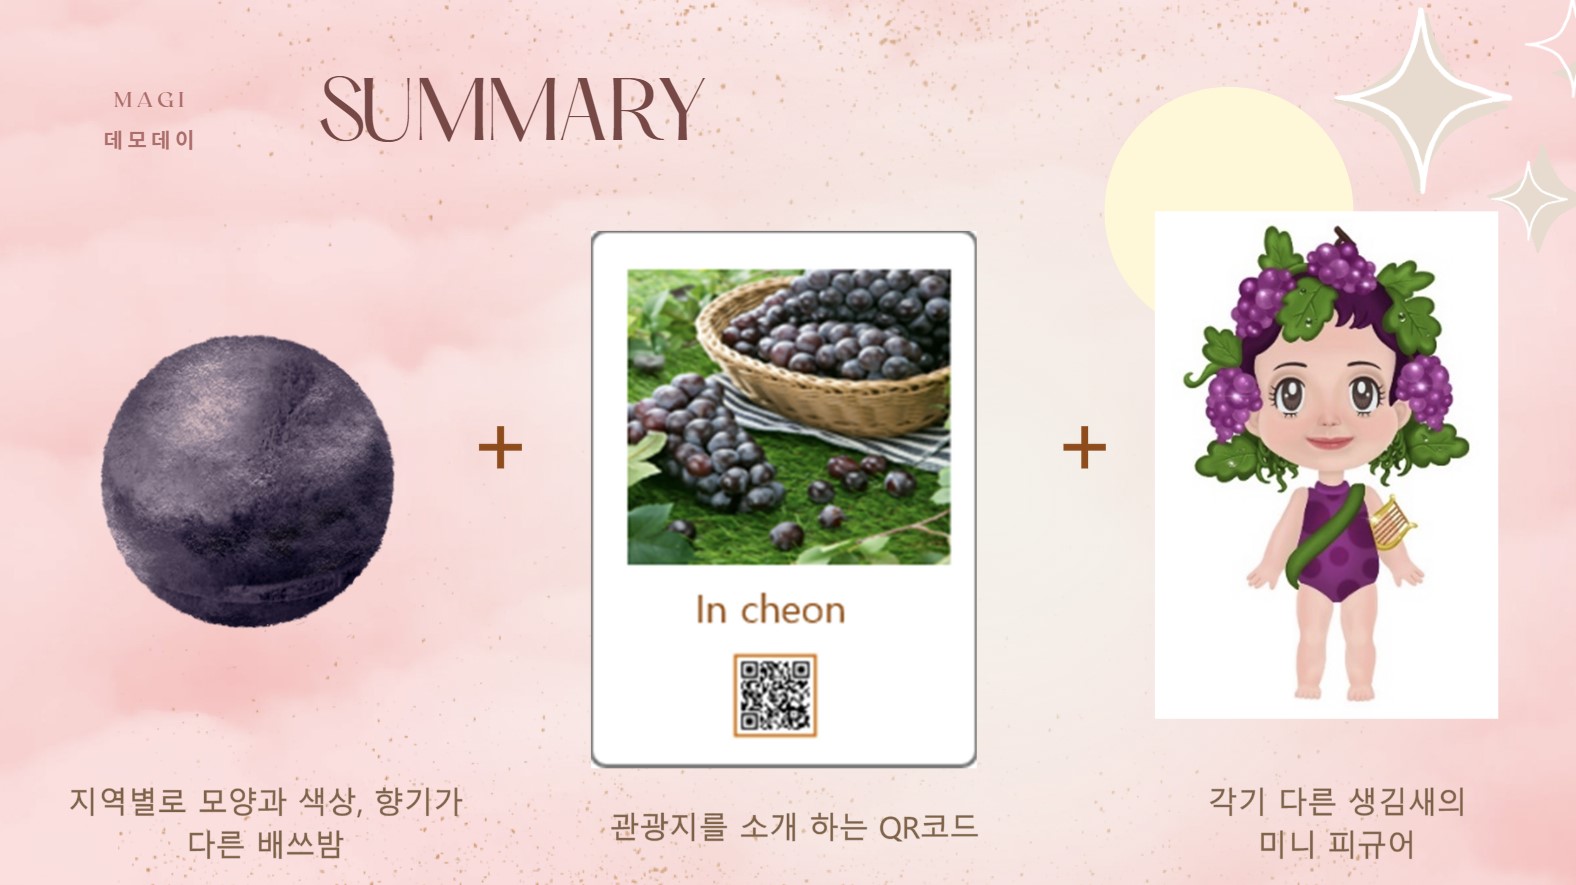 MAGI
데모데이
SUMMARY
In cheon
지역별로 모양과 색상, 향기가
다른 배쓰밤
관광지를 소개 하는 QR코드
각기 다른 생김새의
미니 피규어